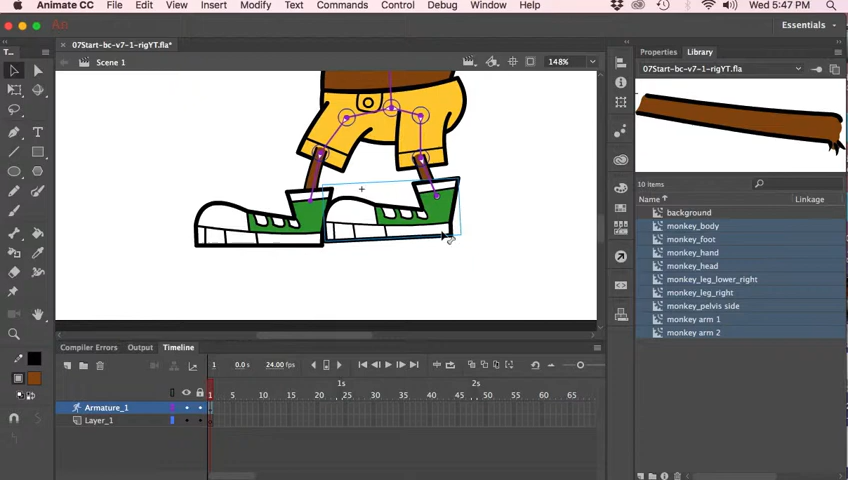 Animate CC File Edit View Insert Modify Text Commands Control Debug Window Help Wed 5:47 PM
An Essentials
07Start-bc-v7-1-rigYT.fla*
Scene 1 148%
Properties Library
07Start-bc-v7-1-rigYT.fla
10 items
Name Linkage
background
monkey_body
monkey_foot
monkey_hand
monkey_head
monkey_leg_lower_right
monkey_leg_right
monkey_pelvis side
monkey arm 1
monkey arm 2
Compiler Errors Output Timeline
1 0.0s 24.00 fps
1s 2s
1 5 10 15 20 25 30 35 40 45 50 55 60 65
Armature_1
Layer_1